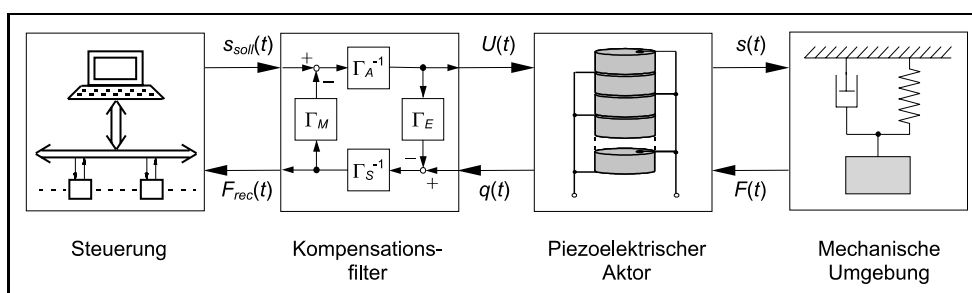 s_soll(t)
U(t)
s(t)
+
−
Γ_A^-1
Γ_M
Γ_E
−
Γ_S^-1
+
F_rec(t)
q(t)
F(t)
Steuerung
Kompensations-
filter
Piezoelektrischer
Aktor
Mechanische
Umgebung